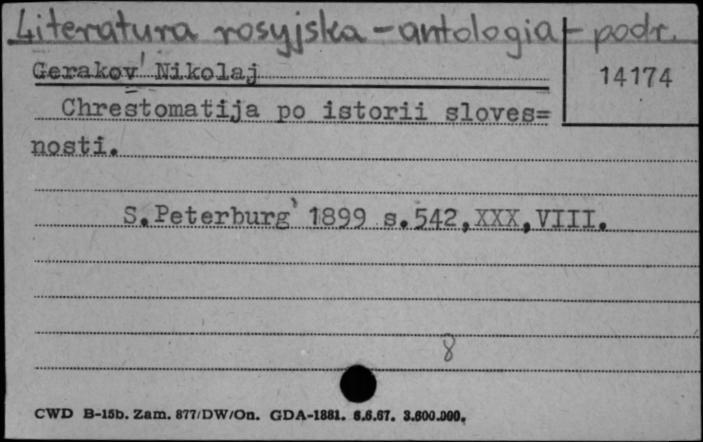 Literatura rosyjska - antologia - podr.
Gerakov' Nikolaj
14174
Chrestomatija po istorii sloves=
nosti.
S.Peterburg` 1899 s.542,XXX,VIII.
8
CWD B-15b. Zam. 877/DW/On. GDA-1881. 6.6.67. 3.600.000.